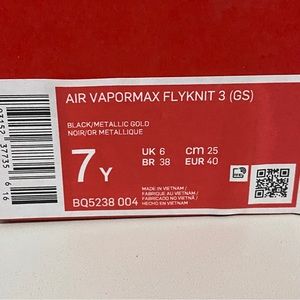 AIR VAPORMAX FLYKNIT 3 (GS)
BLACK/METALLIC GOLD
NOIR/OR METALLIQUE
7Y
UK 6 cm 25
BR 38 EUR 40
MADE IN VIETNAM /
FABRIQUÉ AU VIETNAM /
FABRICADO NO VIETNÃ /
HECHO EN VIETNAM
BQ5238 004